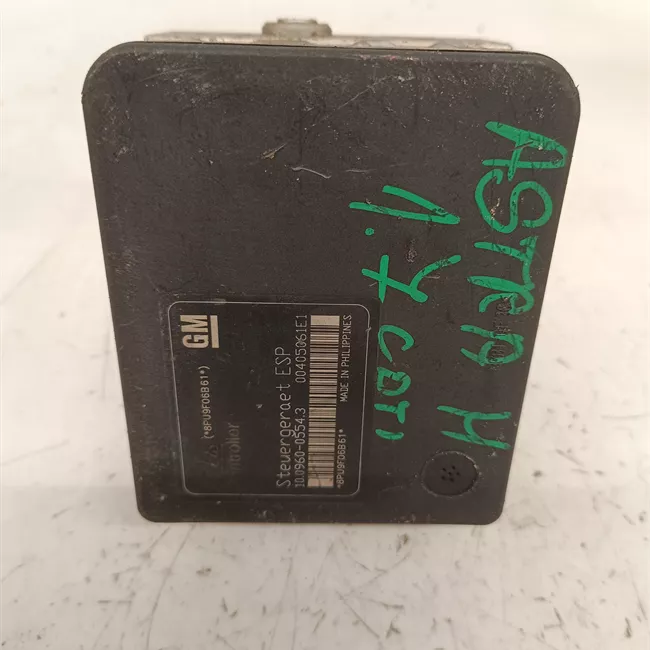 ASTRA H
1.7 CDTI
GM
(*8PU9F06B61*)
Steuergeraet ESP
10.0960-0554.3 00405061E1
*8PU9F06B61*
MADE IN PHILIPPINES